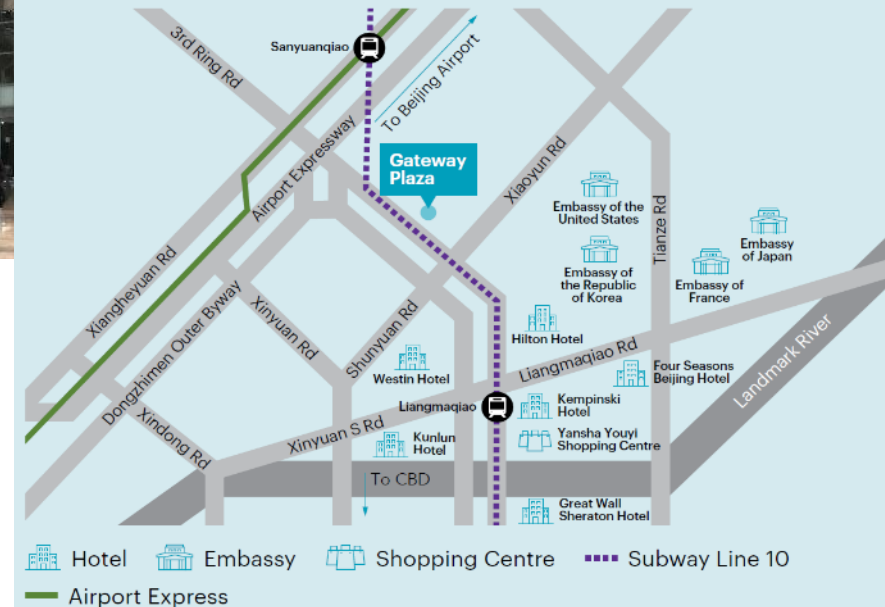 Sanyuanqiao
3rd Ring Rd
To Beijing Airport
Airport Expressway
Gateway
Plaza
Xiaoyun Rd
Embassy of the
United States
Tianze Rd
Embassy
of Japan
Embassy of
the Republic
of Korea
Embassy of
France
Xiangheyuan Rd
Dongzhimen Outer Byway
Xinyuan Rd
Shunyuan Rd
Hilton Hotel
Liangmaqiao Rd
Landmark River
Westin Hotel
Four Seasons
Beijing Hotel
Liangmaqiao
Kempinski
Hotel
Xindong Rd
Xinyuan S Rd
Kunlun
Hotel
Yansha Youyi
Shopping Centre
To CBD
Great Wall
Sheraton Hotel
Hotel
Embassy
Shopping Centre
Subway Line 10
Airport Express